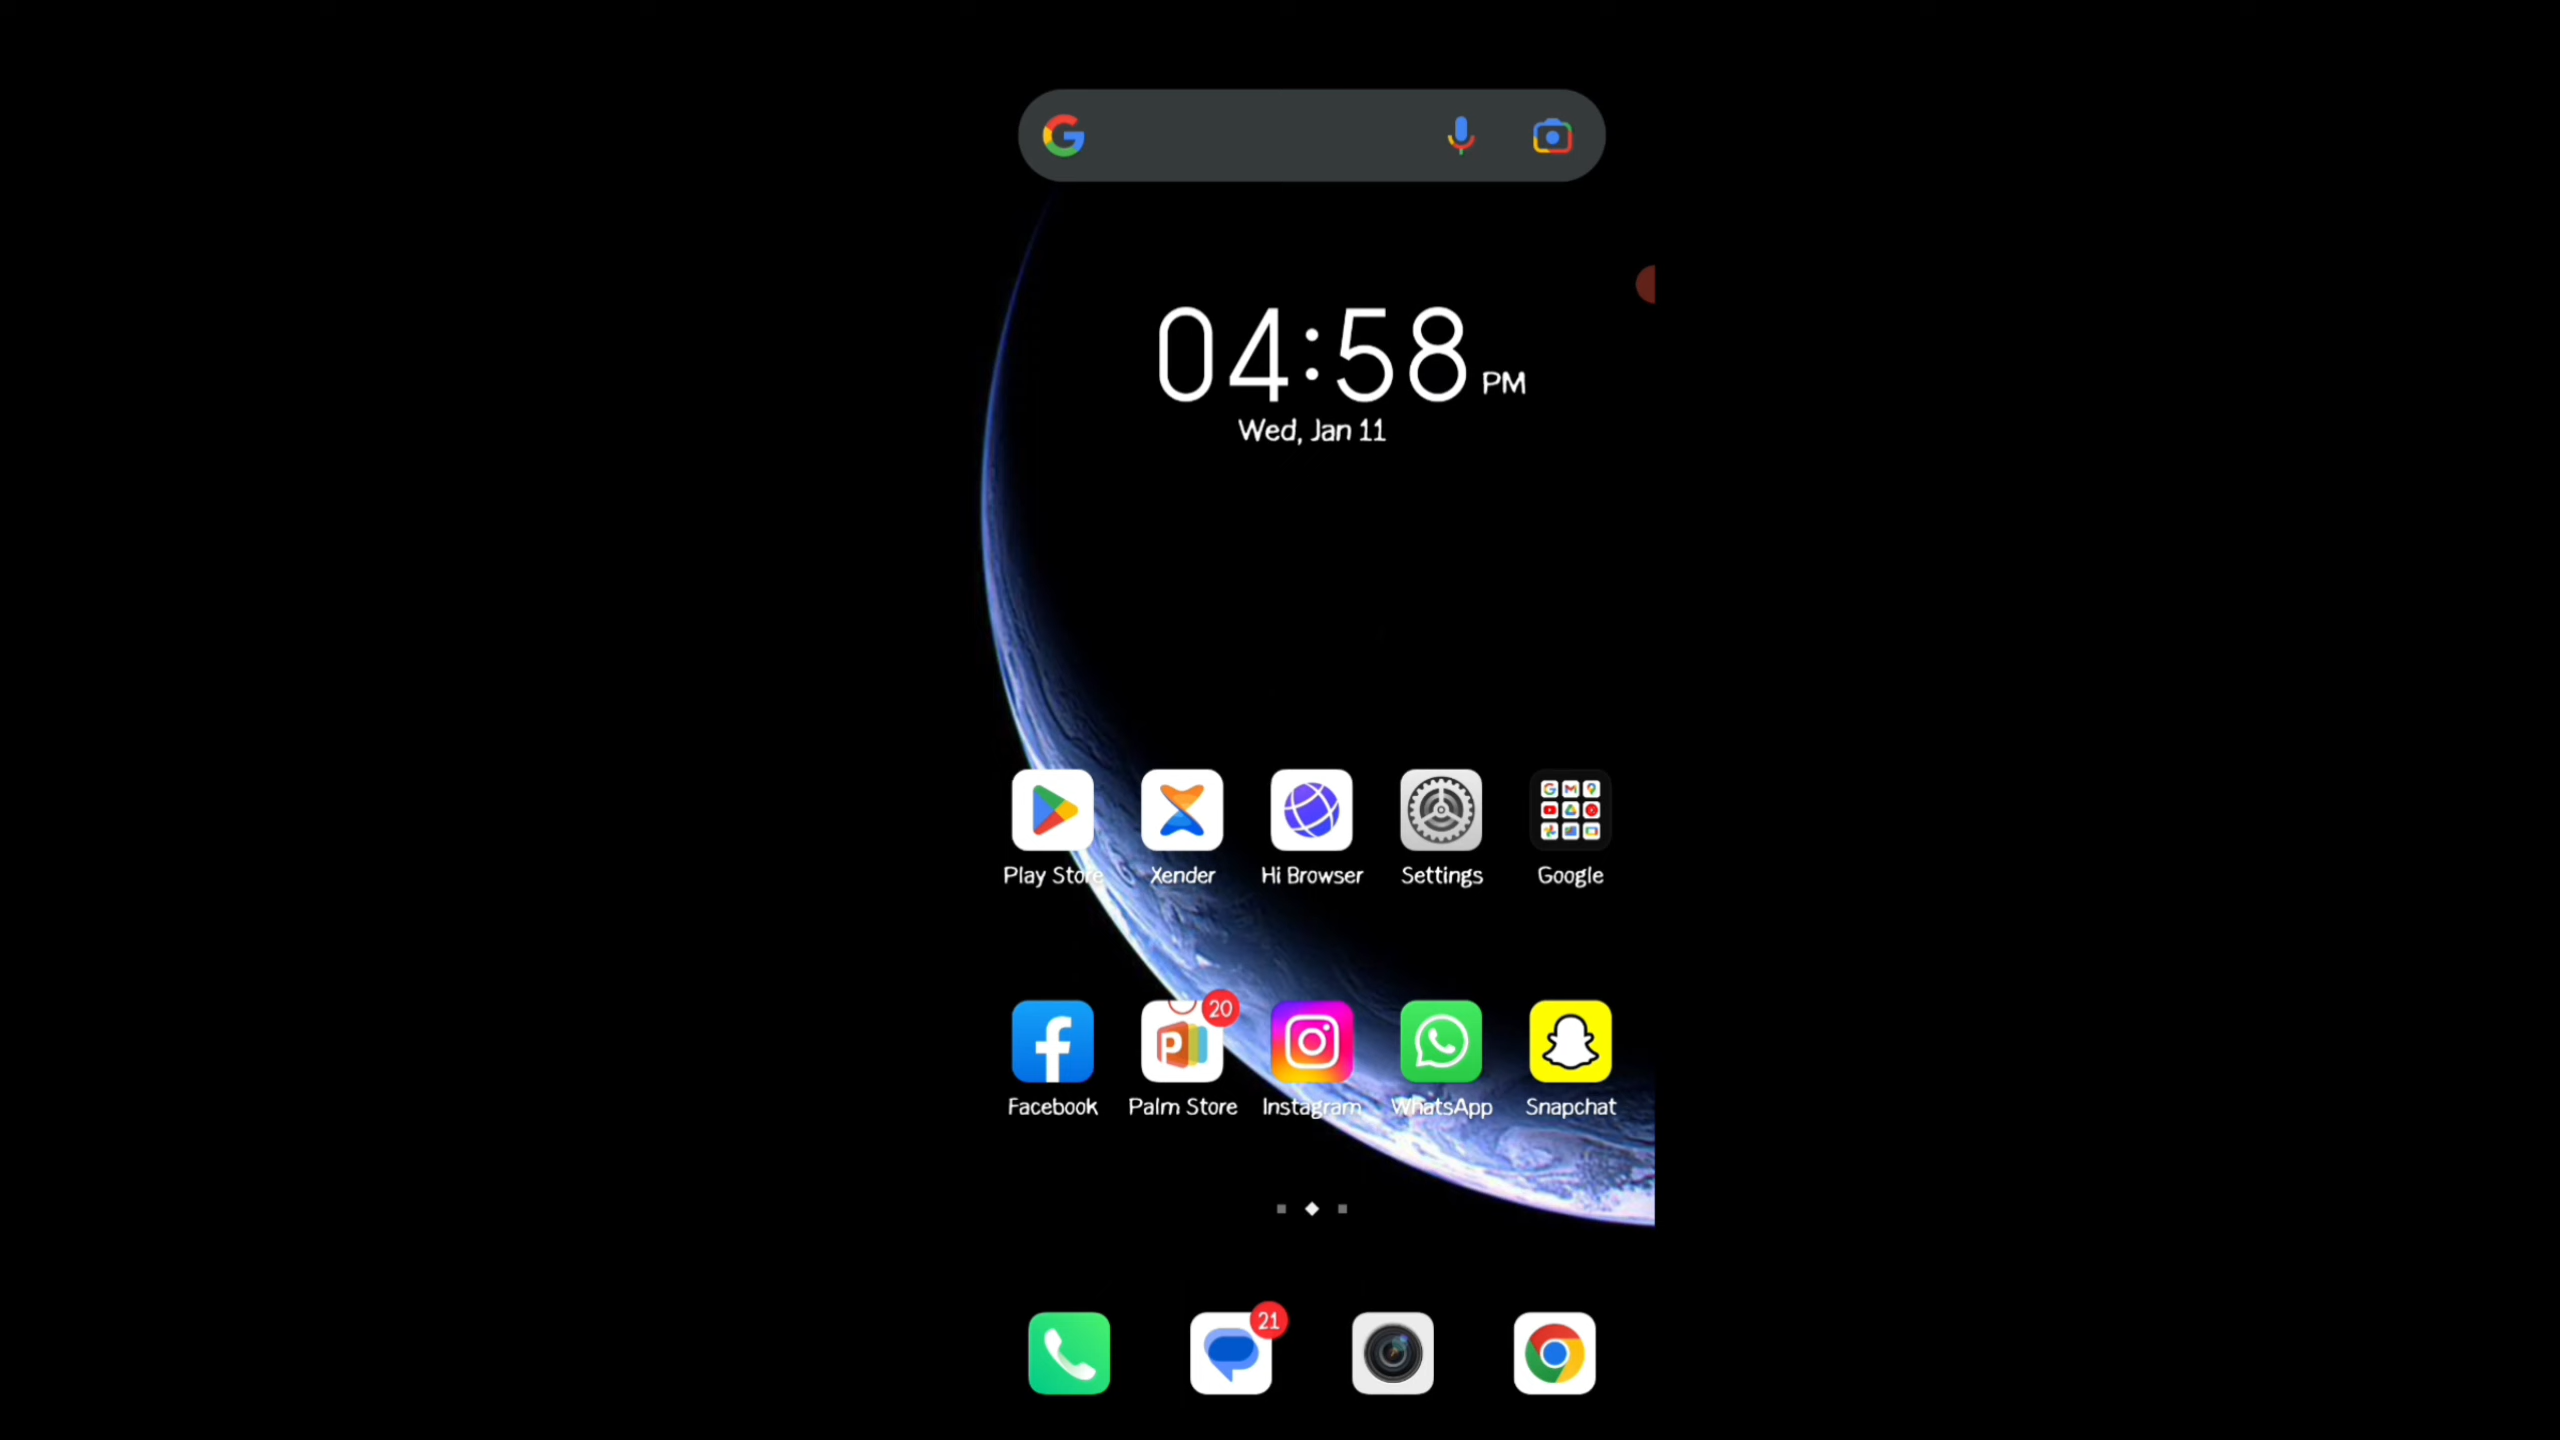 04:58 PM
Wed, Jan 11
Play Store Xender Hi Browser Settings Google
20
Facebook Palm Store Instagram WhatsApp Snapchat
21